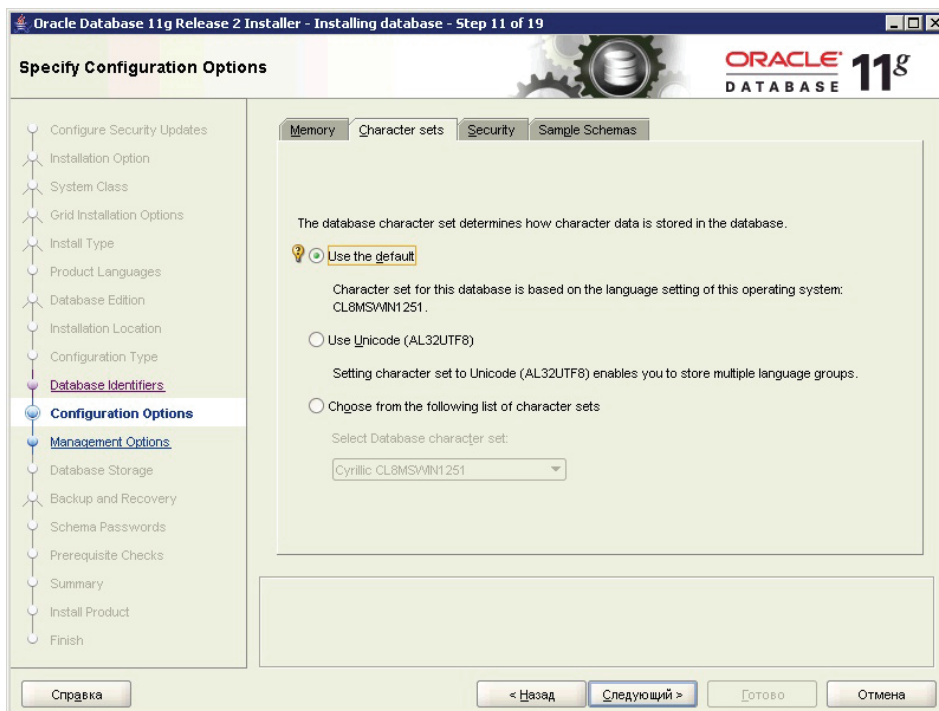 Oracle Database 11g Release 2 Installer - Installing database - Step 11 of 19
Specify Configuration Options
ORACLE
DATABASE
11g
Configure Security Updates
Installation Option
System Class
Grid Installation Options
Install Type
Product Languages
Database Edition
Installation Location
Configuration Type
Database Identifiers
Configuration Options
Management Options
Database Storage
Backup and Recovery
Schema Passwords
Prerequisite Checks
Summary
Install Product
Finish
Memory
Character sets
Security
Sample Schemas
The database character set determines how character data is stored in the database.
Use the default
Character set for this database is based on the language setting of this operating system:
CL8MSWIN1251.
Use Unicode (AL32UTF8)
Setting character set to Unicode (AL32UTF8) enables you to store multiple language groups.
Choose from the following list of character sets
Select Database character set:
Cyrillic CL8MSWIN1251
Справка
< Назад
Следующий >
Готово
Отмена